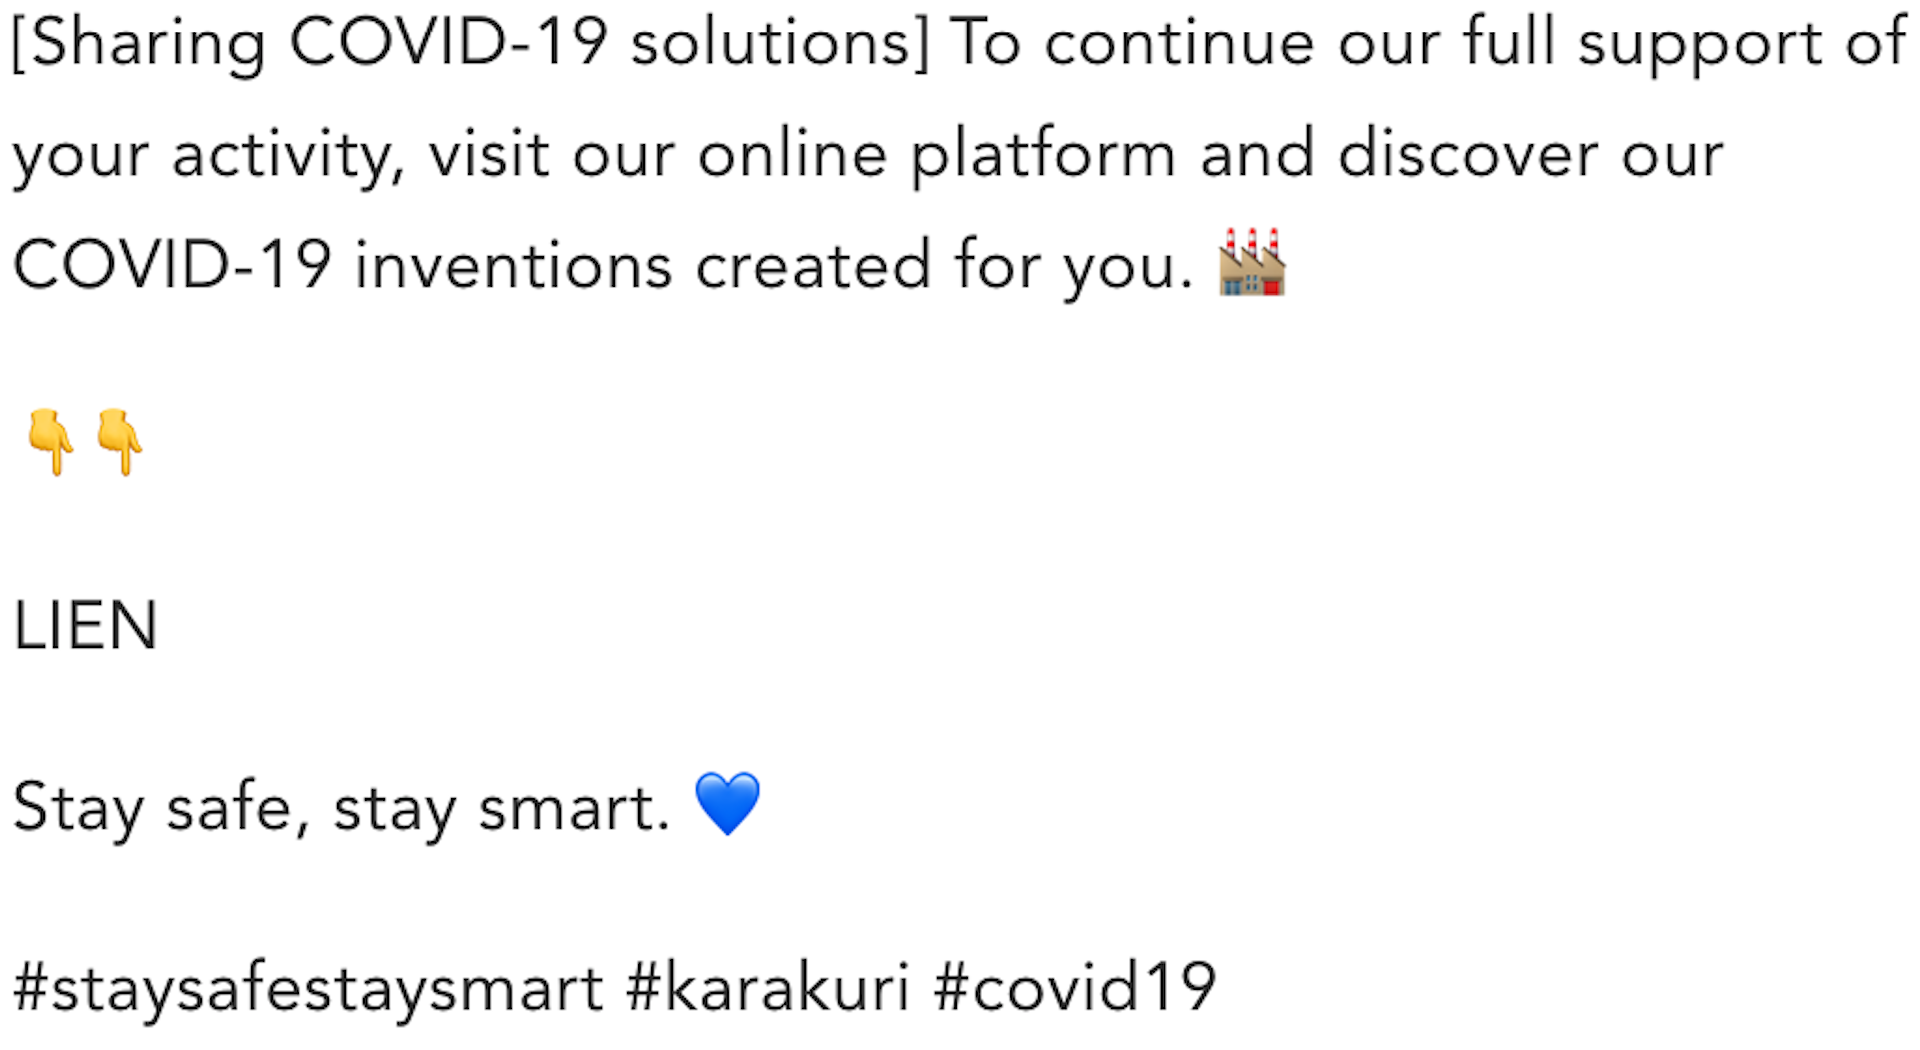 [Sharing COVID-19 solutions] To continue our full support of
your activity, visit our online platform and discover our
COVID-19 inventions created for you. 🏭
👇👇
LIEN
Stay safe, stay smart. 💙
#staysafestaysmart #karakuri #covid19